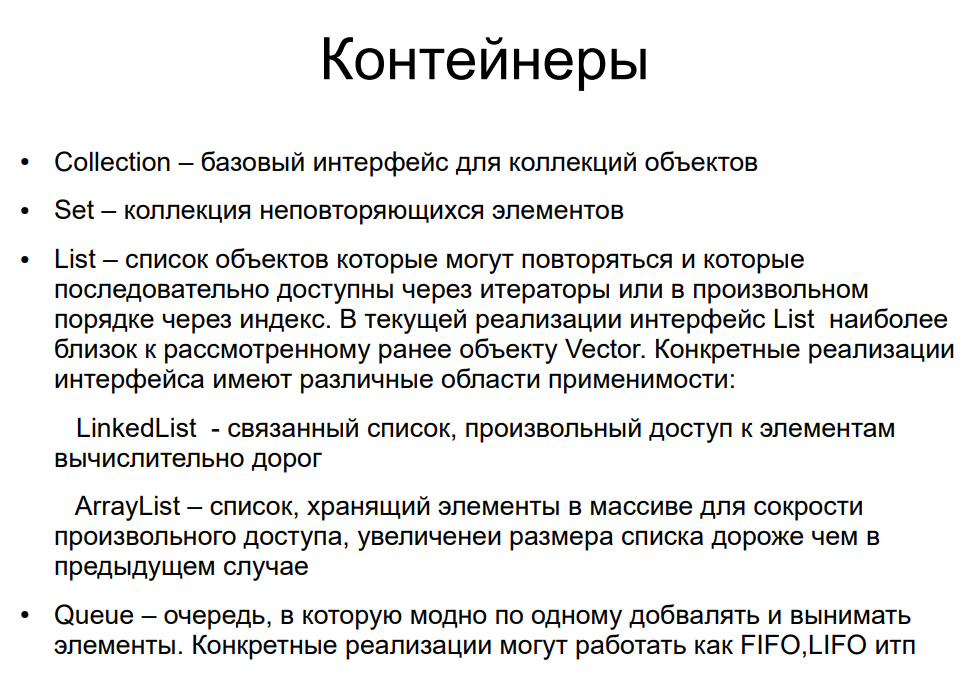 Контейнеры
• Collection – базовый интерфейс для коллекций объектов
• Set – коллекция неповторяющихся элементов
• List – список объектов которые могут повторяться и которые
последовательно доступны через итераторы или в произвольном
порядке через индекс. В текущей реализации интерфейс List  наиболее
близок к рассмотренному ранее объекту Vector. Конкретные реализации
интерфейса имеют различные области применимости:
LinkedList  - связанный список, произвольный доступ к элементам
вычислительно дорог
ArrayList – список, хранящий элементы в массиве для сокрости
произвольного доступа, увеличенеи размера списка дороже чем в
предыдущем случае
• Queue – очередь, в которую модно по одному добвалять и вынимать
элементы. Конкретные реализации могут работать как FIFO,LIFO итп